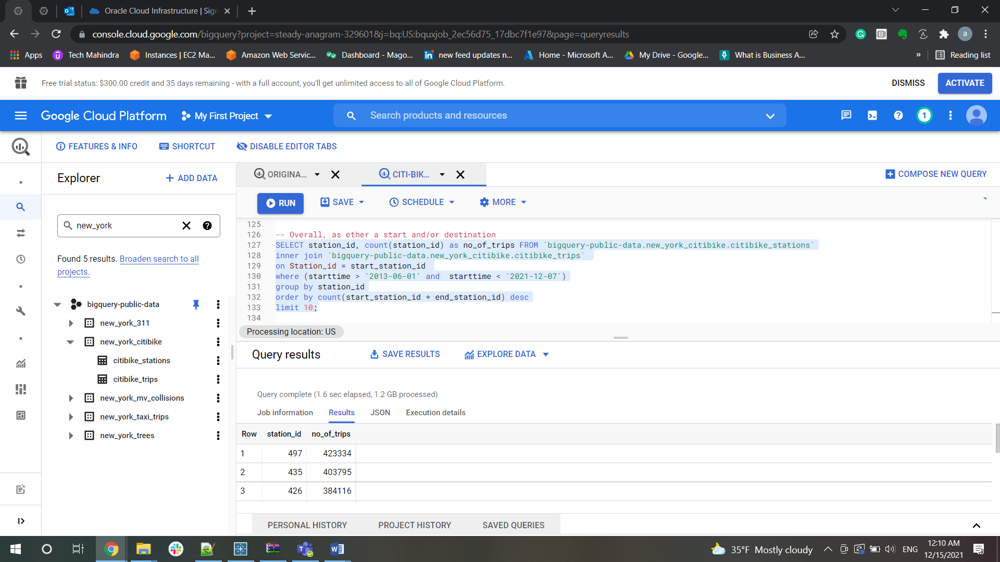 Oracle Cloud Infrastructure | Sign
console.cloud.google.com/bigquery?project=steady-anagram-329601&j=bq:US:bquxjob_2ec56d75_17dbc7f1e97&page=queryresults
a
Apps Tech Mahindra Instances | EC2 Ma... Amazon Web Servic... Dashboard - Mago... new feed updates n... Home - Microsoft A... My Drive - Google... What is Business A... » Reading list
Free trial status: $300.00 credit and 35 days remaining - with a full account, you'll get unlimited access to all of Google Cloud Platform. DISMISS ACTIVATE
Google Cloud Platform My First Project Search products and resources 1
FEATURES & INFO SHORTCUT DISABLE EDITOR TABS
Explorer + ADD DATA
ORIGINA... CITI-BIK... COMPOSE NEW QUERY
RUN SAVE SCHEDULE MORE
new_york
Found 5 results. Broaden search to all
projects.
bigquery-public-data
new_york_311
new_york_citibike
citibike_stations
citibike_trips
new_york_mv_collisions
new_york_taxi_trips
new_york_trees
125
126 -- Overall, as ether a start and/or destination
127 SELECT station_id, count(station_id) as no_of_trips FROM `bigquery-public-data.new_york_citibike.citibike_stations`
128 inner join `bigquery-public-data.new_york_citibike.citibike_trips`
129 on Station_id = start_station_id
130 where (starttime > '2013-06-01' and  starttime < '2021-12-07')
131 group by station_id
132 order by count(start_station_id + end_station_id) desc
133 limit 10;
134
Processing location: US
Query results SAVE RESULTS EXPLORE DATA
Query complete (1.6 sec elapsed, 1.2 GB processed)
Job information Results JSON Execution details
Row station_id no_of_trips
1 497 423334
2 435 403795
3 426 384116
PERSONAL HISTORY PROJECT HISTORY SAVED QUERIES
35°F Mostly cloudy ENG 12:10 AM
12/15/2021